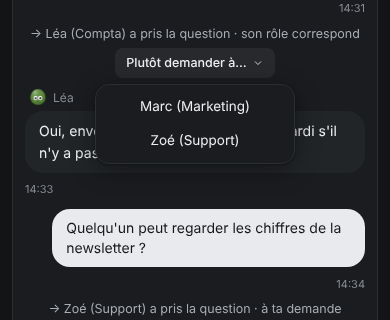 14:31
→ Léa (Compta) a pris la question · son rôle correspond
Plutôt demander à...
Léa
Marc (Marketing)
Oui, ardi s'il
Zoé (Support)
n'y a
14:33
Quelqu'un peut regarder les chiffres de la
newsletter ?
14:34
→ Zoé (Support) a pris la question · à ta demande